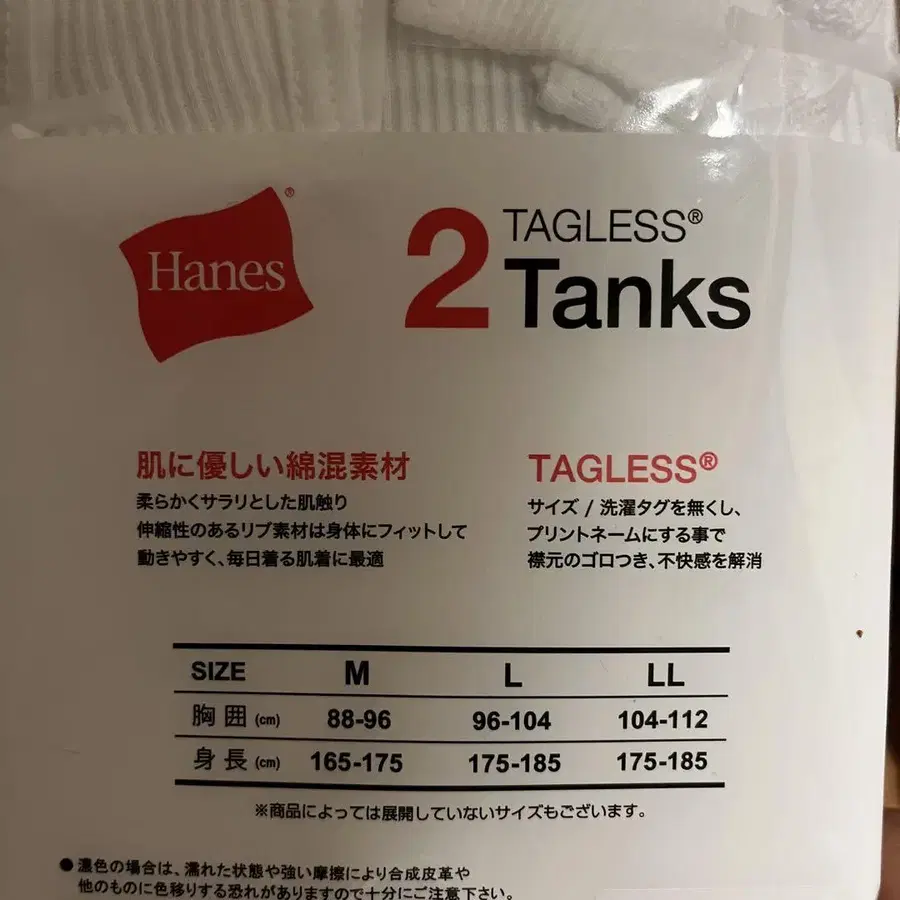 Hanes®
2 TAGLESS®
Tanks
肌に優しい綿混素材
柔らかくサラリとした肌触り
伸縮性のあるリブ素材は身体にフィットして
動きやすく、毎日着る肌着に最適
TAGLESS®
サイズ / 洗濯タグを無くし、
プリントネームにする事で
襟元のゴロつき、不快感を解消
SIZE M L LL
胸囲 (cm) 88-96 96-104 104-112
身長 (cm) 165-175 175-185 175-185
※商品によっては展開していないサイズもございます。
●濃色の場合は、濡れた状態や強い摩擦により合成皮革や
他のものに色移りする恐れがありますので十分にご注意下さい。